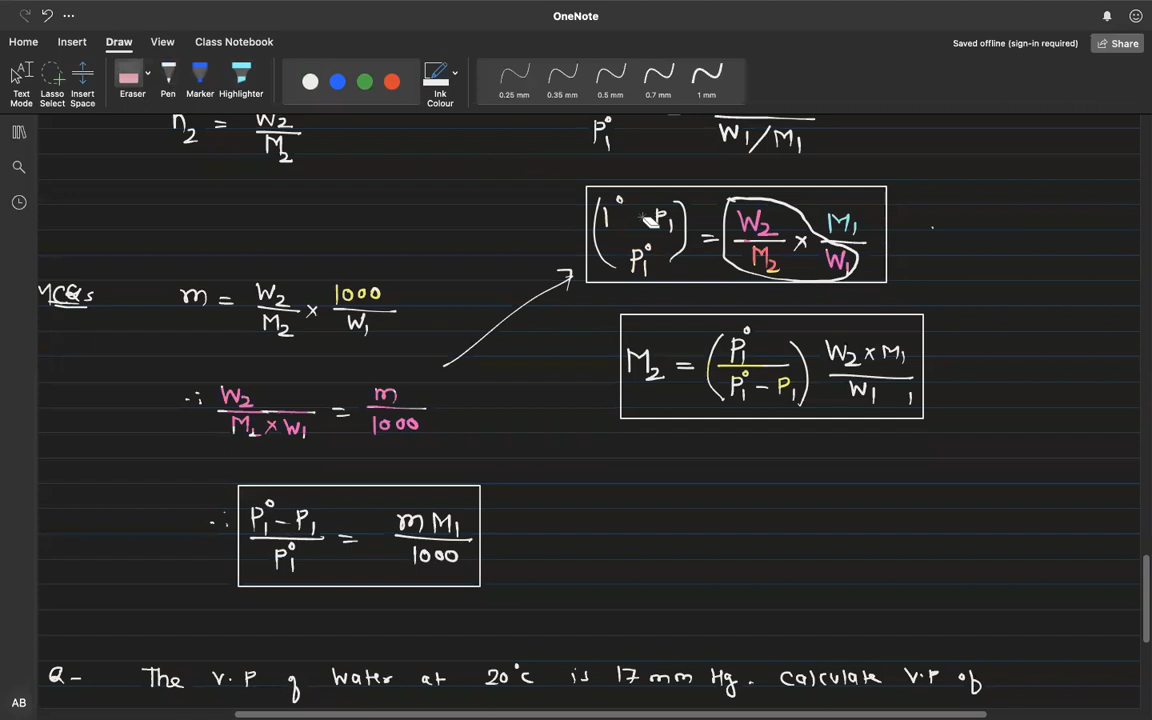 OneNote
Home Insert Draw View Class Notebook
Saved offline (sign-in required) Share
Text Mode Lasso Select Insert Space Eraser Pen Marker Highlighter Ink Colour 0.25 mm 0.35 mm 0.5 mm 0.7 mm 1 mm
n₂ = W₂/M₂
P₁° W₁/M₁
( P₁ / P₁° ) = W₂/M₂ × M₁/W₁
MCQs
m = W₂/M₂ × 1000/W₁
M₂ = ( P₁° / P₁° - P₁ ) W₂ × M₁ / W₁
∴ W₂ / M₂ × W₁ = m / 1000
∴ P₁° - P₁ / P₁° = m M₁ / 1000
Q- The V.P of water at 20°c is 17 mm Hg. Calculate V.P of
AB